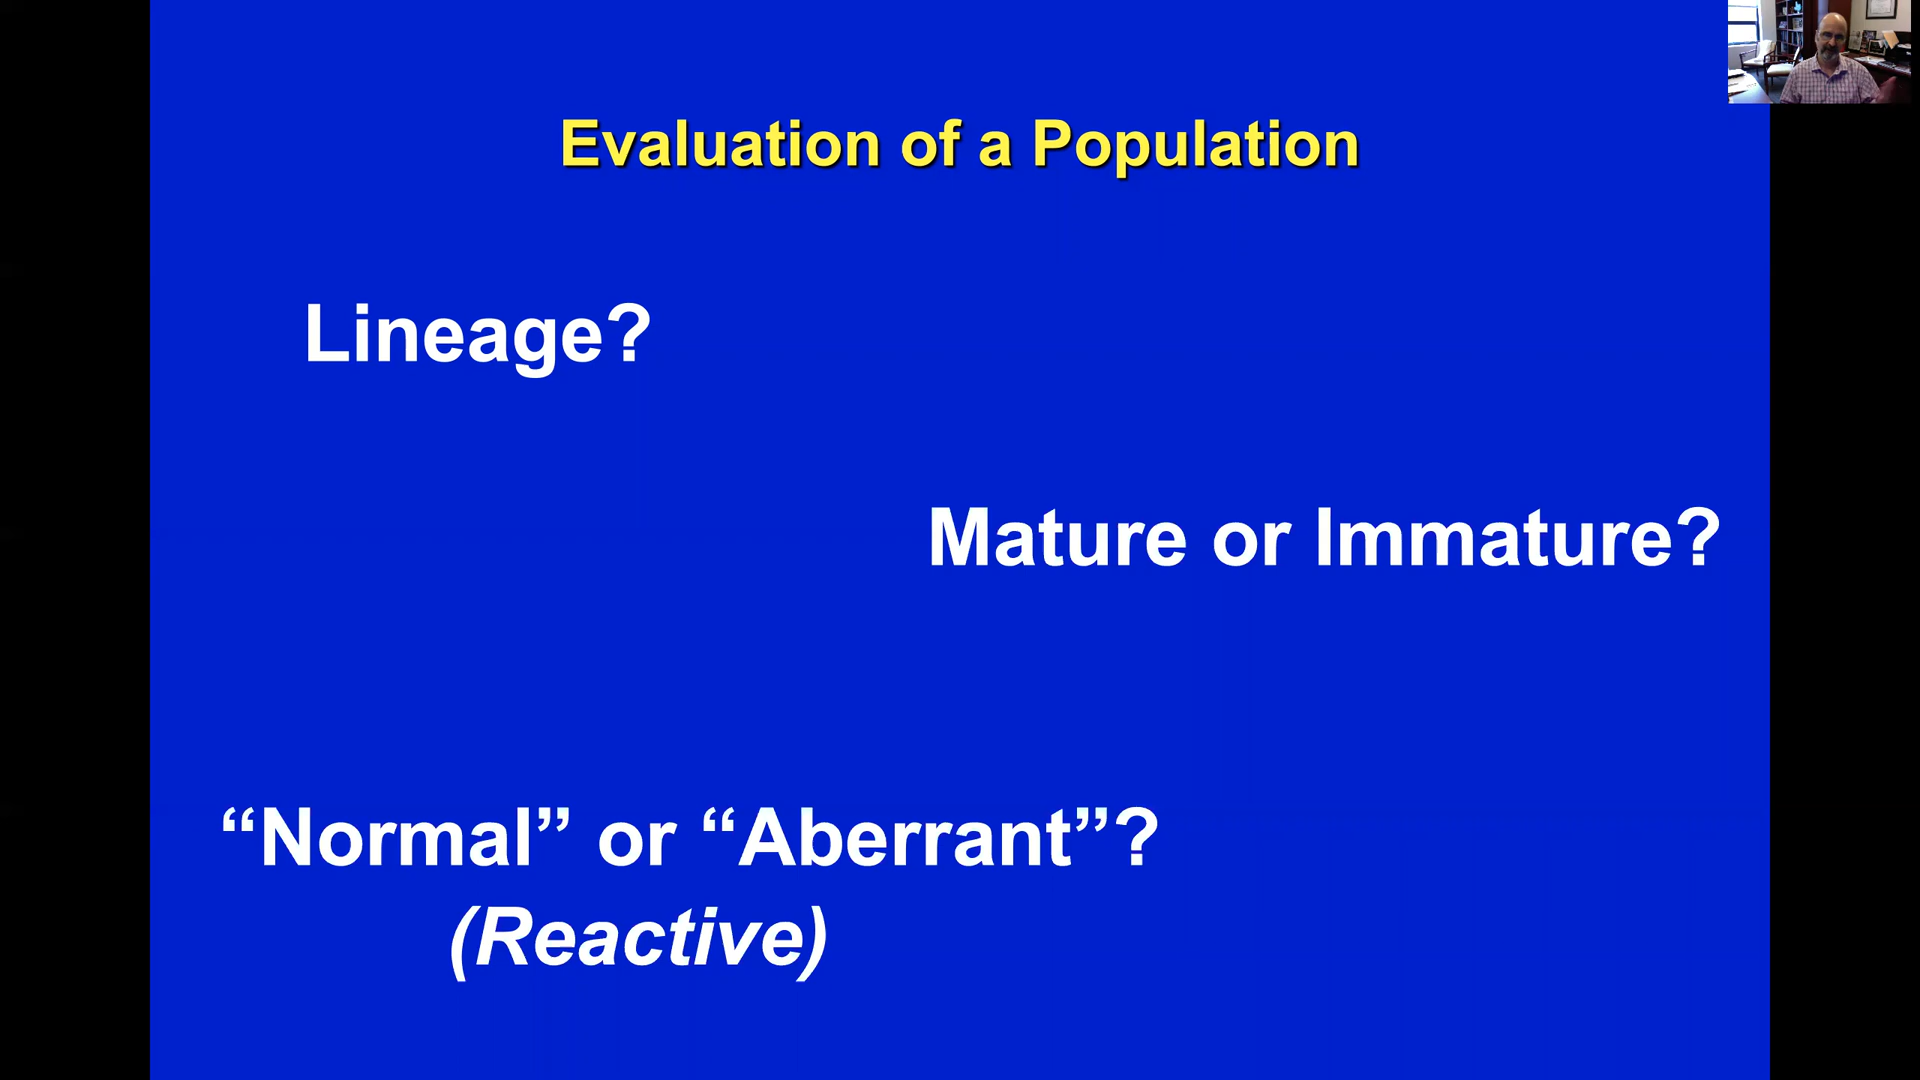 Evaluation of a Population
Lineage?
Mature or Immature?
“Normal” or “Aberrant”?
(Reactive)